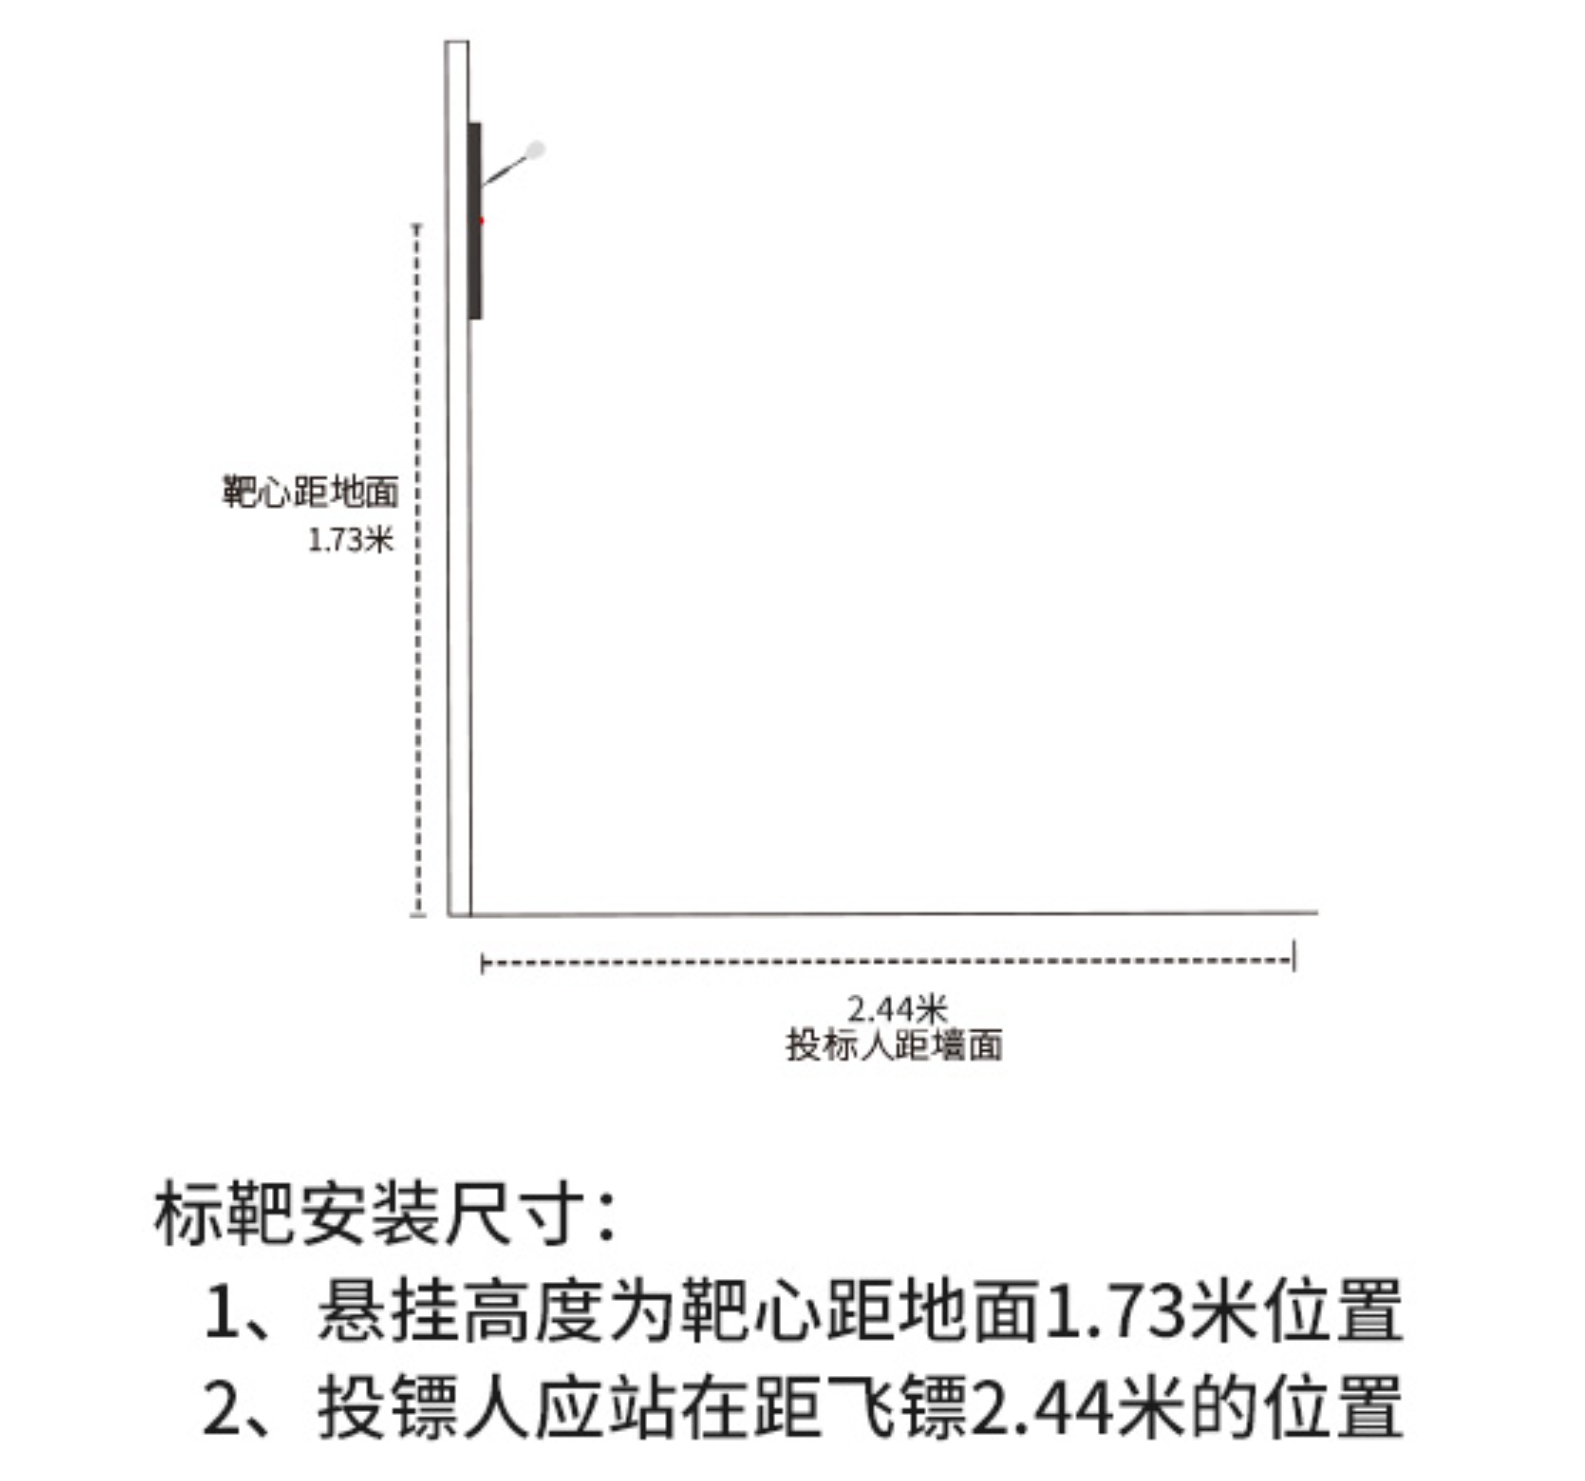 靶心距地面
1.73米
2.44米
投标人距墙面
标靶安装尺寸：
1、悬挂高度为靶心距地面1.73米位置
2、投镖人应站在距飞镖2.44米的位置